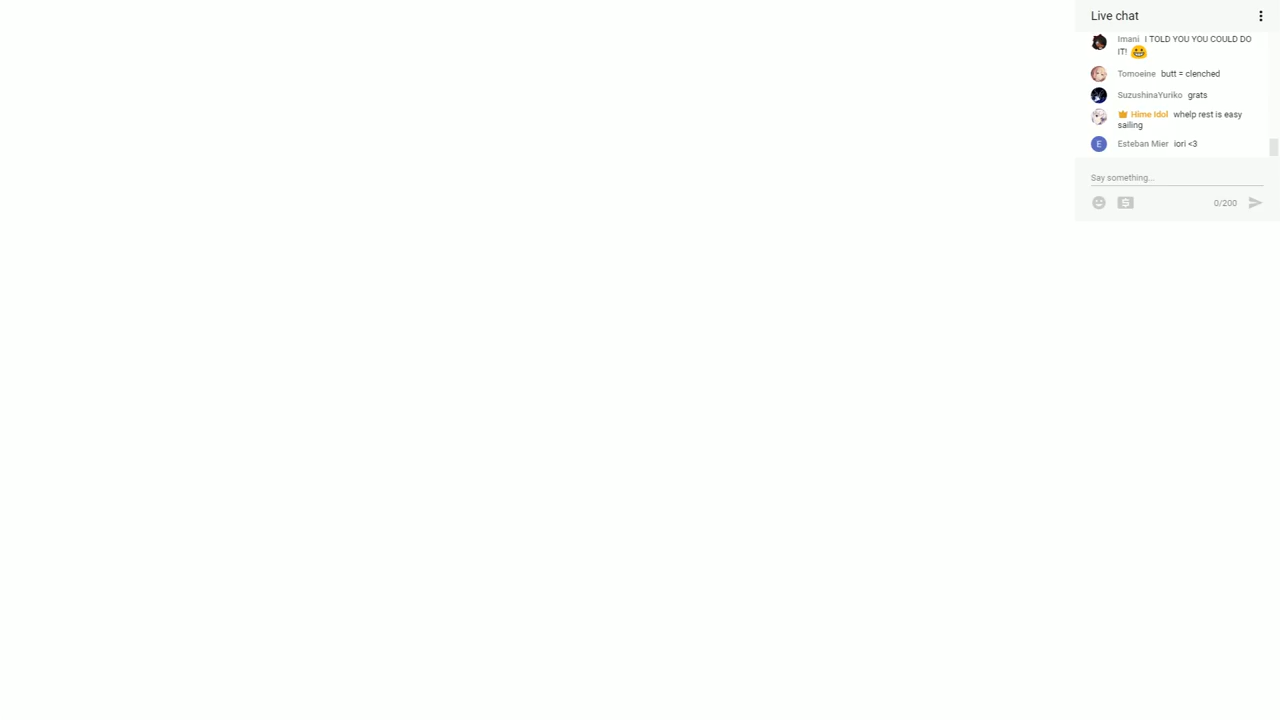 Live chat
Imani I TOLD YOU YOU COULD DO
IT!
Tomoeine butt = clenched
SuzushinaYuriko grats
Hime Idol whelp rest is easy
sailing
E
Esteban Mier iori <3
Say something...
0/200